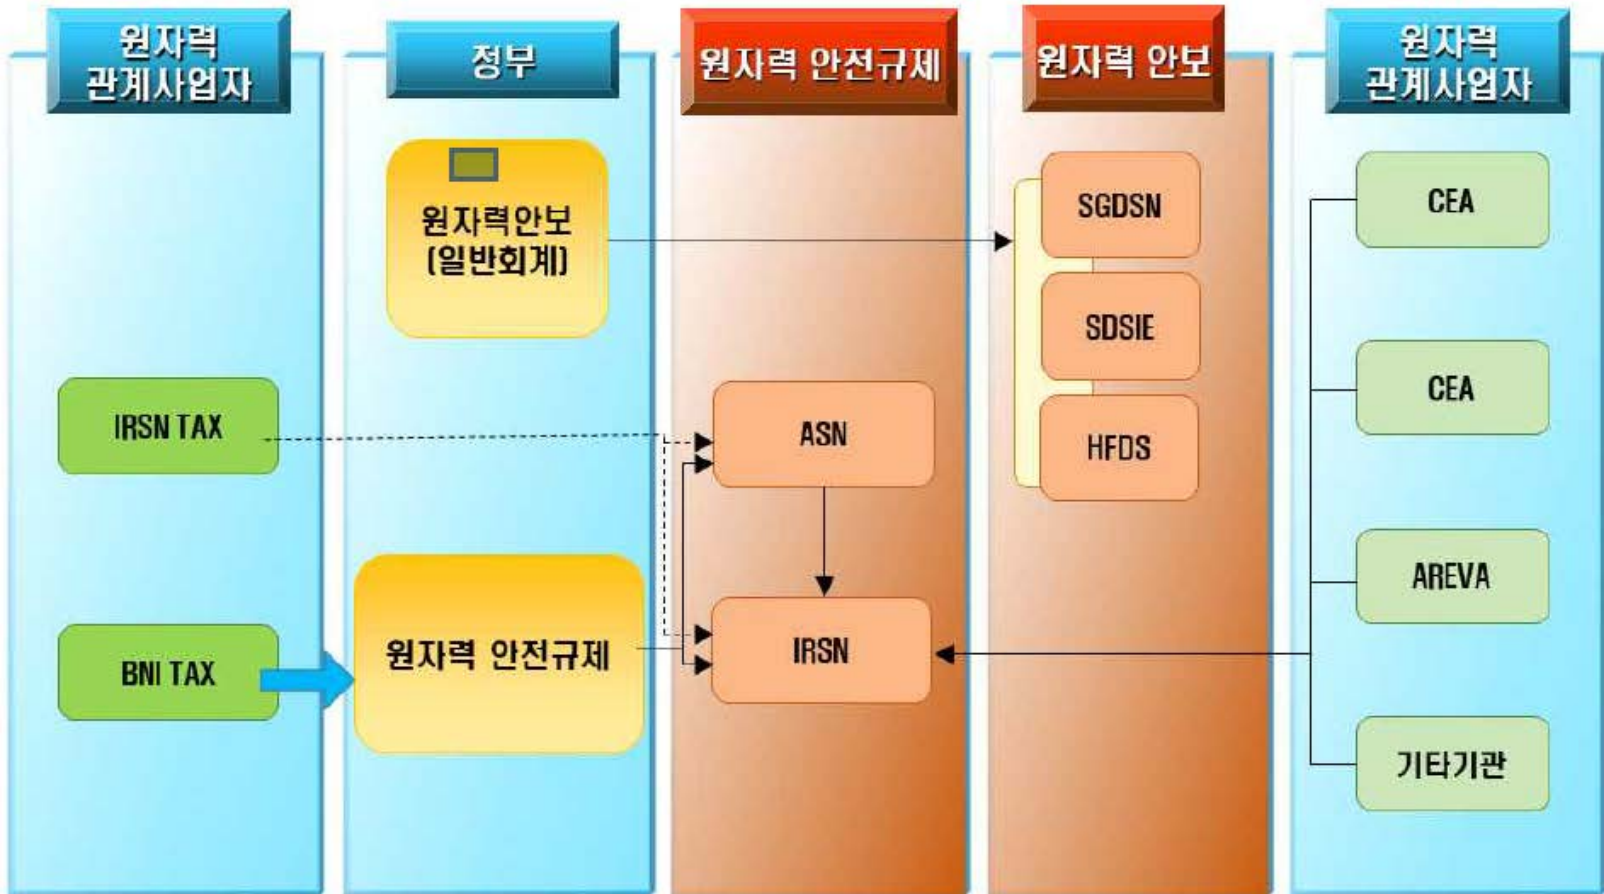 원자력
관계사업자
정부
원자력 안전규제
원자력 안보
원자력
관계사업자
원자력안보
(일반회계)
SGDSN
CEA
SDSIE
IRSN TAX
ASN
HFDS
CEA
BNI TAX
원자력 안전규제
IRSN
AREVA
기타기관